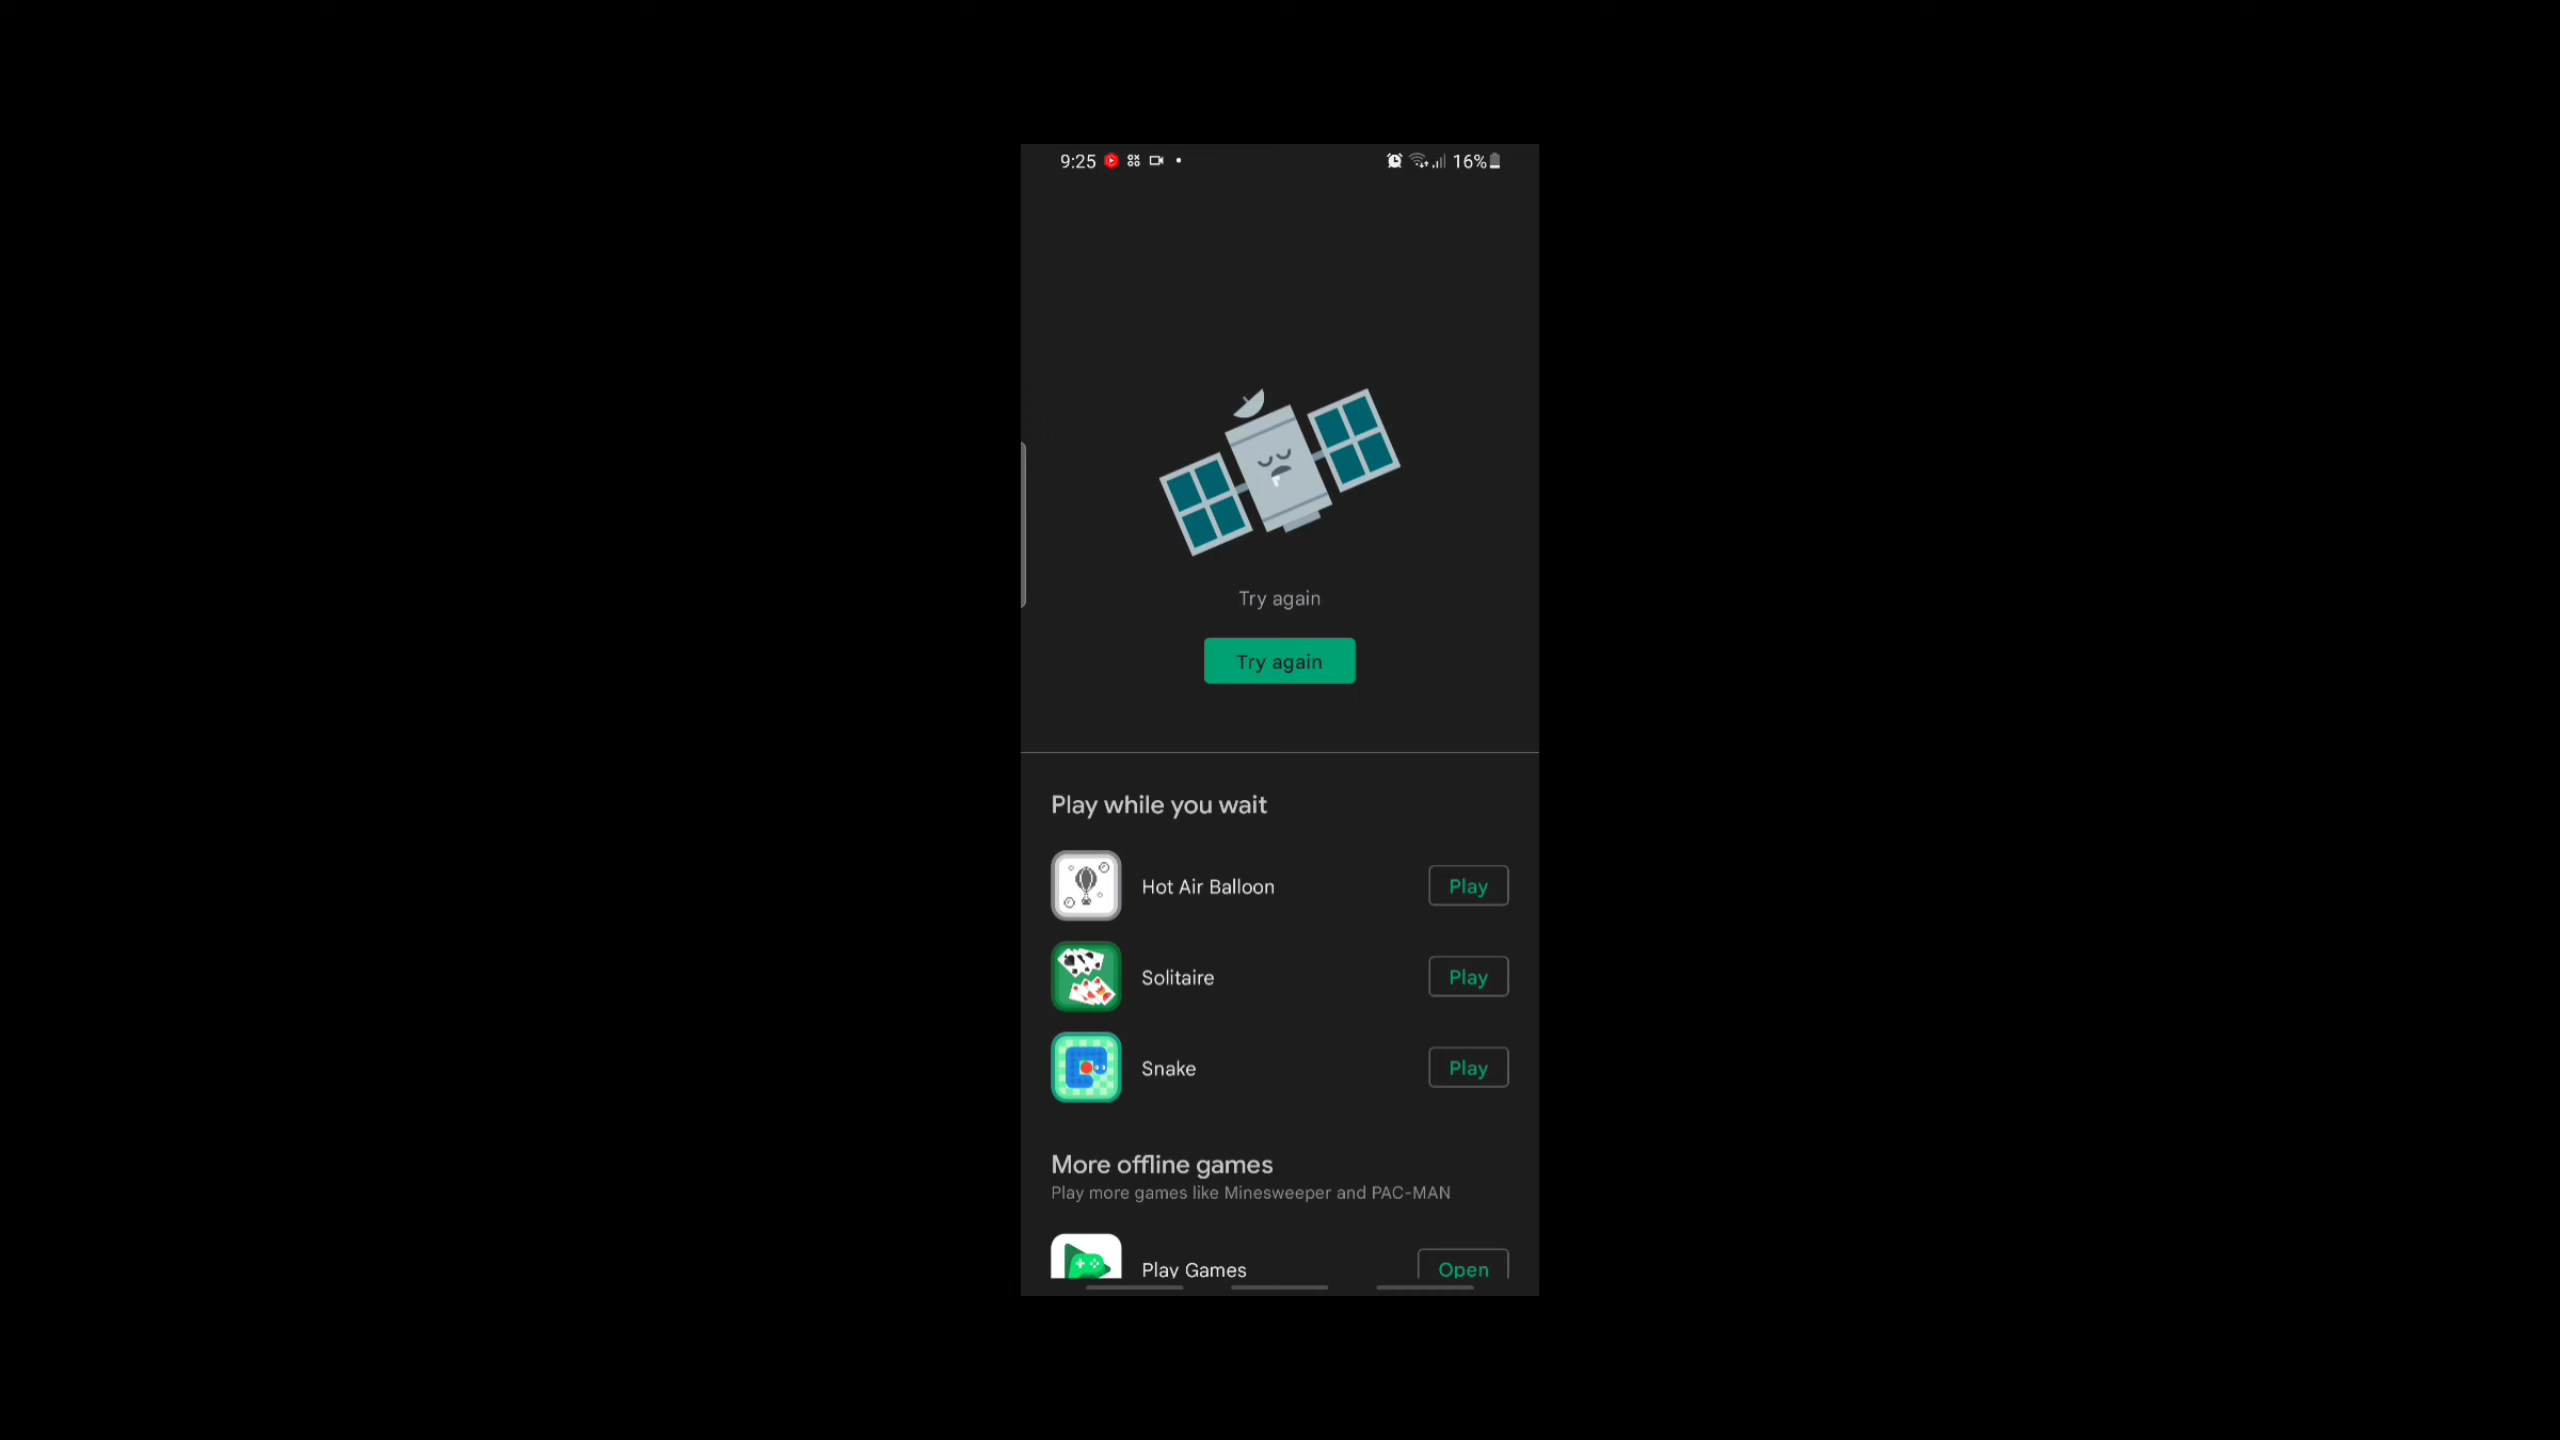 9:25
16%
Try again
Try again
Play while you wait
Hot Air Balloon
Play
Solitaire
Play
Snake
Play
More offline games
Play more games like Minesweeper and PAC-MAN
Play Games
Open